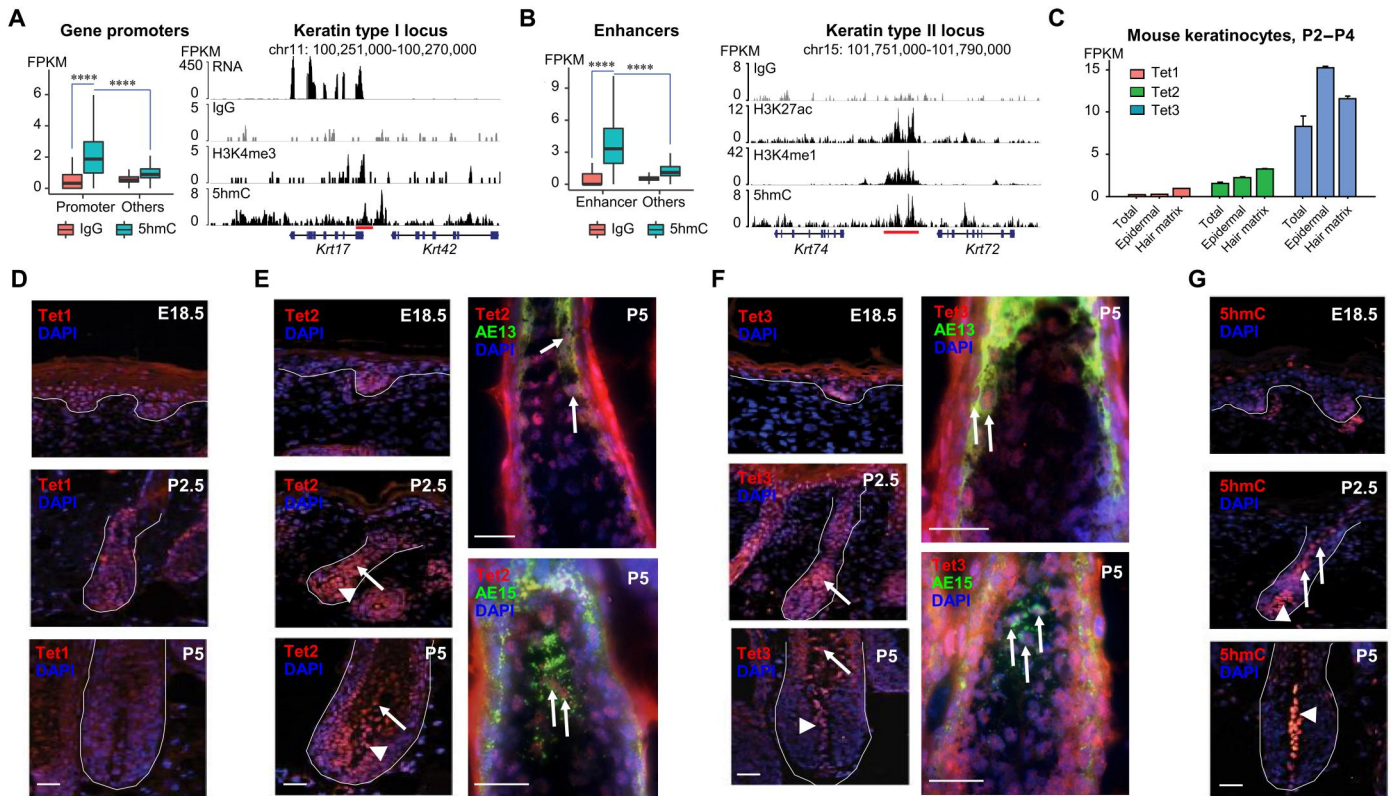 A
Gene promoters
FPKM
6
4
2
0
****
****
Promoter Others
IgG 5hmC
Keratin type I locus
chr11: 100,251,000-100,270,000
FPKM
450
RNA
0
5
IgG
0
5
H3K4me3
0
5
5hmC
0
Krt17 Krt42
B
Enhancers
FPKM
9
6
3
0
****
****
Enhancer Others
IgG 5hmC
Keratin type II locus
chr15: 101,751,000-101,790,000
FPKM
8
IgG
0
12
H3K27ac
0
42
H3K4me1
0
8
5hmC
0
Krt74 Krt72
C
Mouse keratinocytes, P2–P4
FPKM
15
10
5
0
Tet1
Tet2
Tet3
Total
Epidermal
Hair matrix
Total
Epidermal
Hair matrix
Total
Epidermal
Hair matrix
D
Tet1
DAPI
E18.5
Tet1
DAPI
P2.5
Tet1
DAPI
P5
E
Tet2
DAPI
E18.5
Tet2
DAPI
P2.5
Tet2
DAPI
P5
Tet2
AE13
DAPI
P5
Tet2
AE15
DAPI
P5
F
Tet3
DAPI
E18.5
Tet3
DAPI
P2.5
Tet3
DAPI
P5
Tet3
AE13
DAPI
P5
Tet3
AE15
DAPI
P5
G
5hmC
DAPI
E18.5
5hmC
DAPI
P2.5
5hmC
DAPI
P5